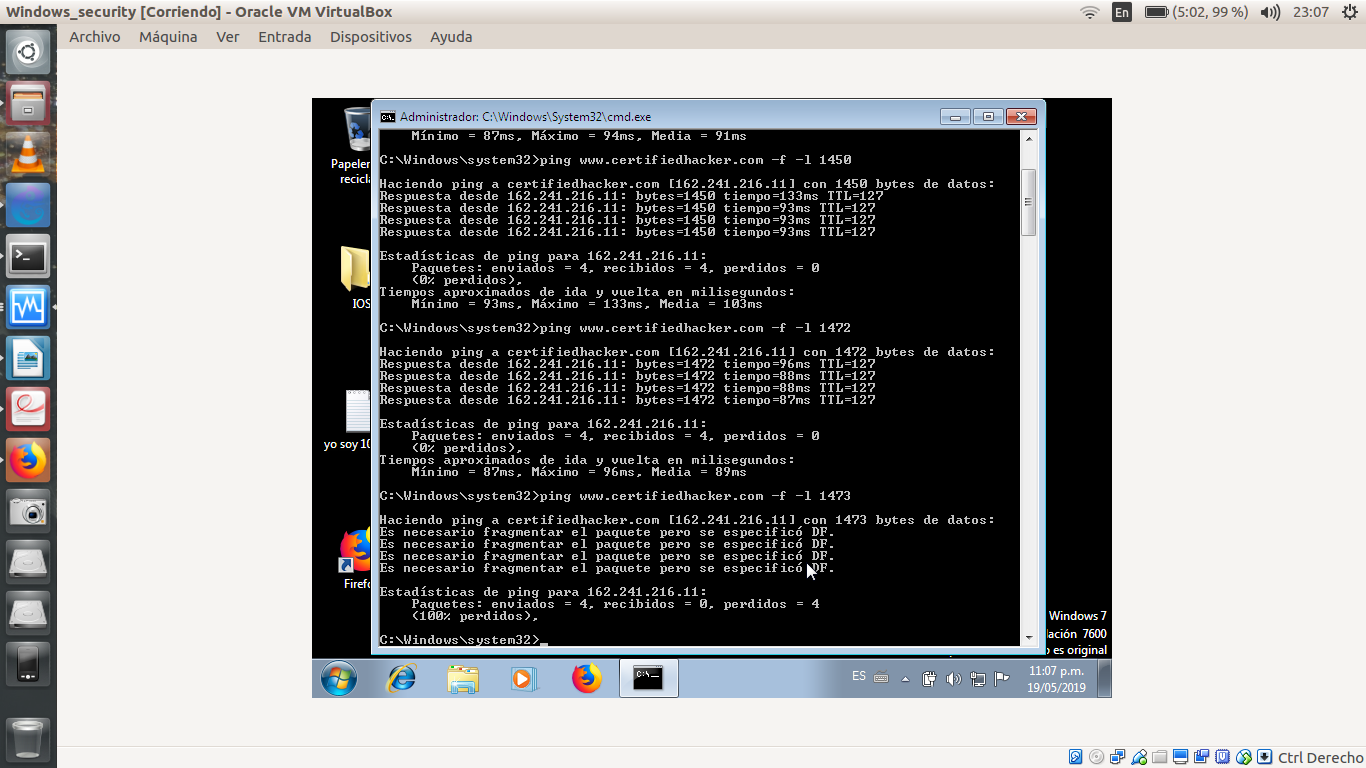 Windows_security [Corriendo] - Oracle VM VirtualBox
En
(5:02, 99 %)
23:07
Archivo Máquina Ver Entrada Dispositivos Ayuda
Administrador: C:\Windows\System32\cmd.exe
Mínimo = 87ms, Máximo = 94ms, Media = 91ms
C:\Windows\system32>ping www.certifiedhacker.com -f -l 1450
Haciendo ping a certifiedhacker.com [162.241.216.11] con 1450 bytes de datos:
Respuesta desde 162.241.216.11: bytes=1450 tiempo=133ms TTL=127
Respuesta desde 162.241.216.11: bytes=1450 tiempo=93ms TTL=127
Respuesta desde 162.241.216.11: bytes=1450 tiempo=93ms TTL=127
Respuesta desde 162.241.216.11: bytes=1450 tiempo=93ms TTL=127
Estadísticas de ping para 162.241.216.11:
Paquetes: enviados = 4, recibidos = 4, perdidos = 0
(0% perdidos),
Tiempos aproximados de ida y vuelta en milisegundos:
Mínimo = 93ms, Máximo = 133ms, Media = 103ms
C:\Windows\system32>ping www.certifiedhacker.com -f -l 1472
Haciendo ping a certifiedhacker.com [162.241.216.11] con 1472 bytes de datos:
Respuesta desde 162.241.216.11: bytes=1472 tiempo=96ms TTL=127
Respuesta desde 162.241.216.11: bytes=1472 tiempo=88ms TTL=127
Respuesta desde 162.241.216.11: bytes=1472 tiempo=88ms TTL=127
Respuesta desde 162.241.216.11: bytes=1472 tiempo=87ms TTL=127
Estadísticas de ping para 162.241.216.11:
Paquetes: enviados = 4, recibidos = 4, perdidos = 0
(0% perdidos),
Tiempos aproximados de ida y vuelta en milisegundos:
Mínimo = 87ms, Máximo = 96ms, Media = 89ms
C:\Windows\system32>ping www.certifiedhacker.com -f -l 1473
Haciendo ping a certifiedhacker.com [162.241.216.11] con 1473 bytes de datos:
Es necesario fragmentar el paquete pero se especificó DF.
Es necesario fragmentar el paquete pero se especificó DF.
Es necesario fragmentar el paquete pero se especificó DF.
Es necesario fragmentar el paquete pero se especificó DF.
Estadísticas de ping para 162.241.216.11:
Paquetes: enviados = 4, recibidos = 0, perdidos = 4
(100% perdidos),
C:\Windows\system32>_
Papele
recicl
IOS
yo soy 10
Firefo
Windows 7
lación 7600
o es original
ES
11:07 p.m.
19/05/2019
Ctrl Derecho